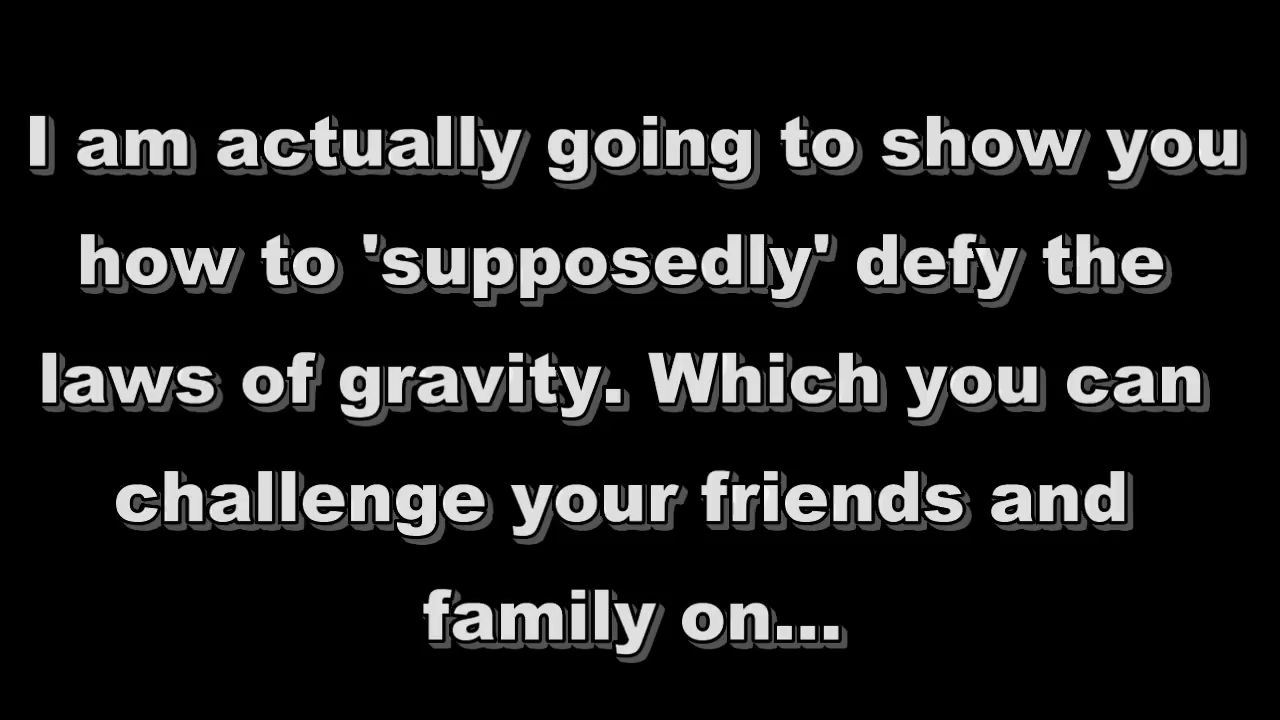 I am actually going to show you
how to 'supposedly' defy the
laws of gravity. Which you can
challenge your friends and
family on...